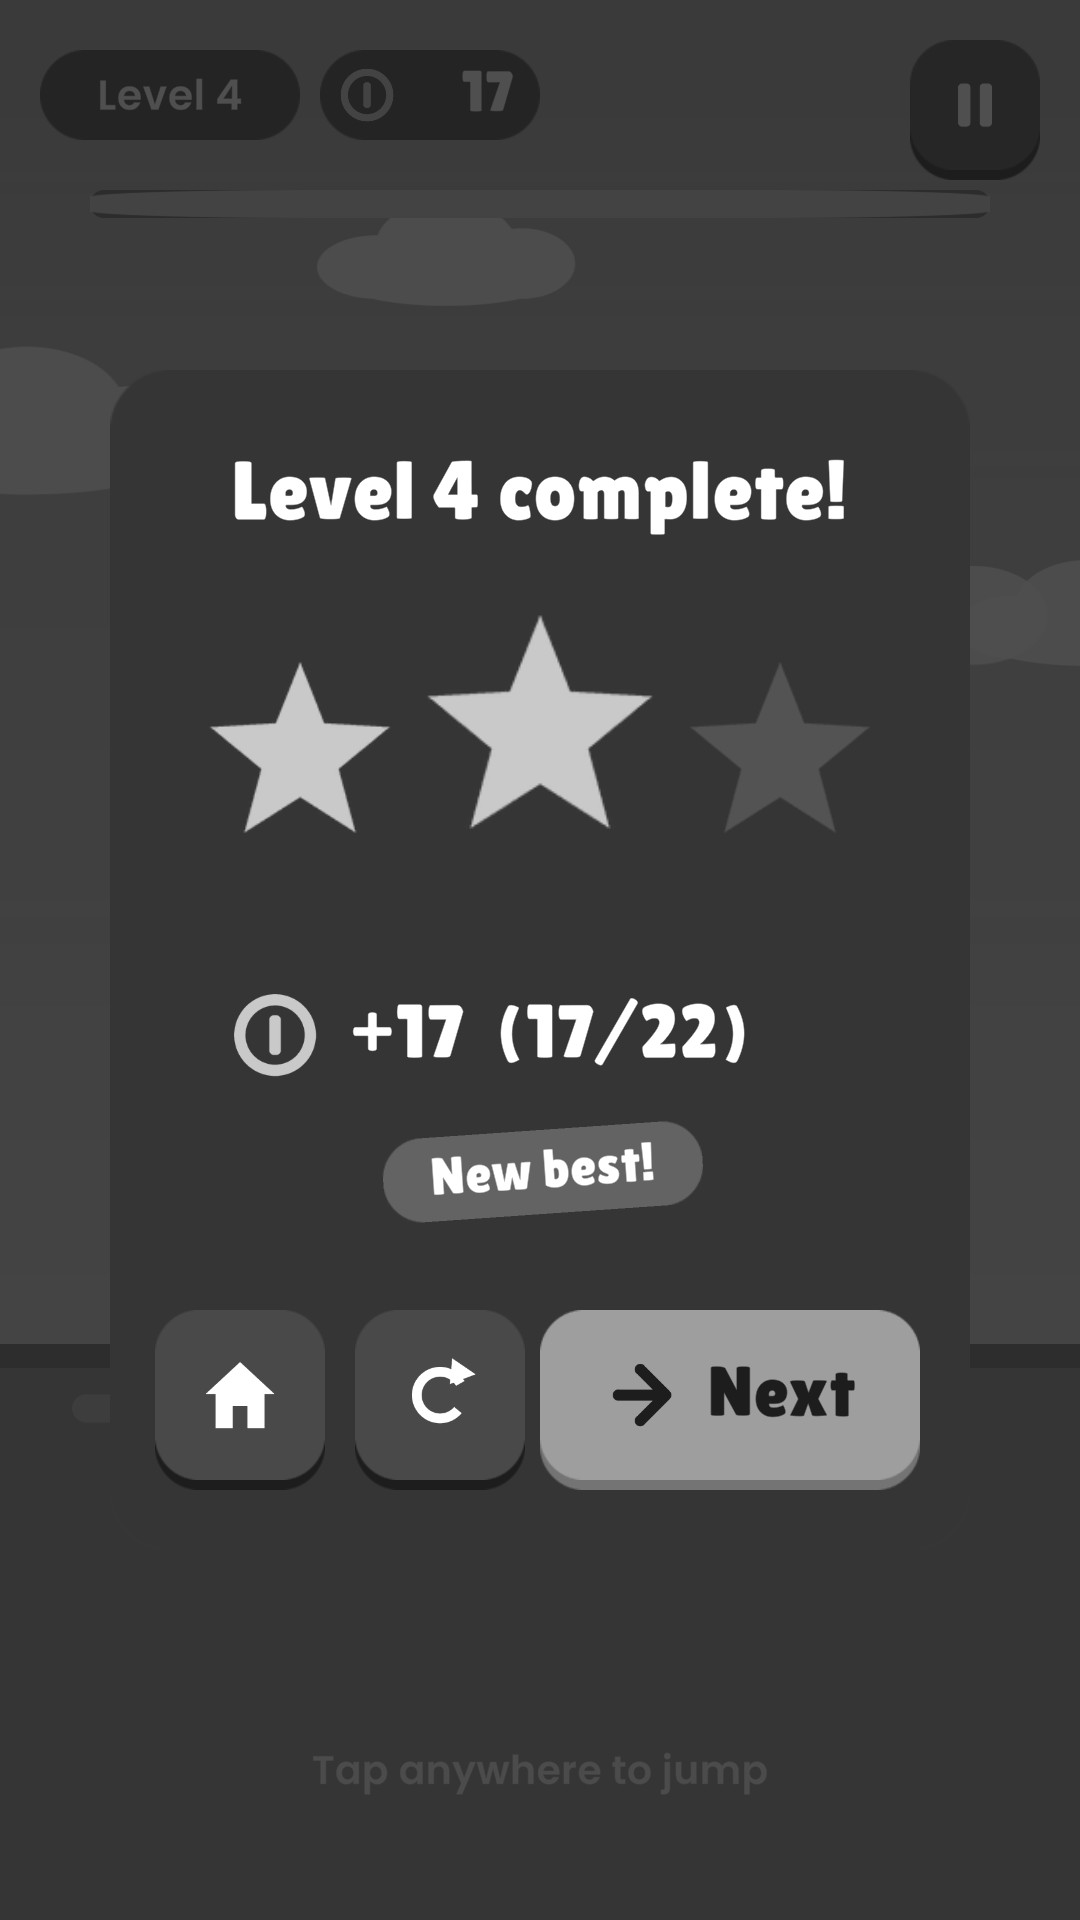 Level 4
17
Level 4 complete!
+17 (17/22)
New best!
Next
Tap anywhere to jump